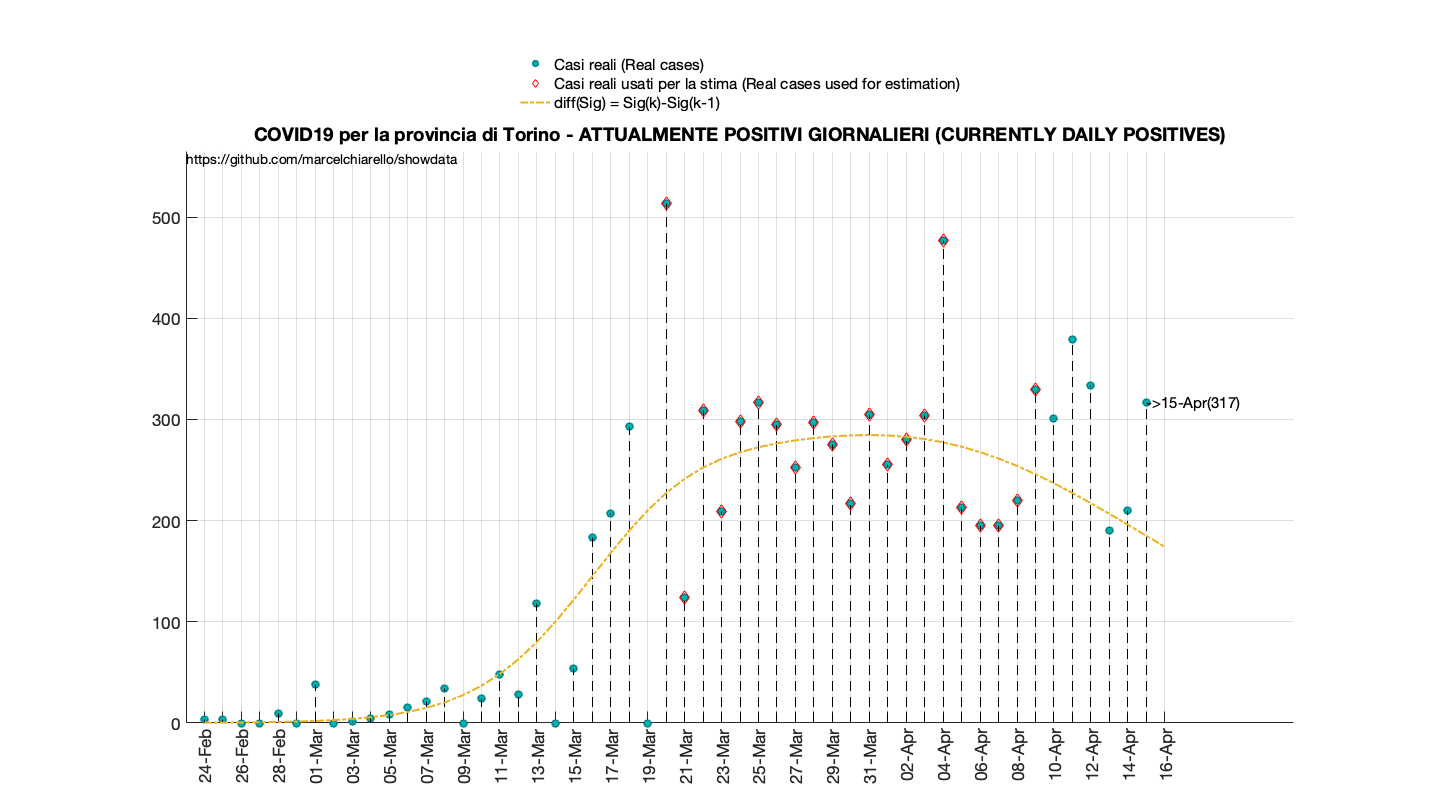 Casi reali (Real cases)
Casi reali usati per la stima (Real cases used for estimation)
diff(Sig) = Sig(k)-Sig(k-1)
COVID19 per la provincia di Torino - ATTUALMENTE POSITIVI GIORNALIERI (CURRENTLY DAILY POSITIVES)
https://github.com/marcelchiarello/showdata
500
400
300
200
100
0
->15-Apr(317)
24-Feb
26-Feb
28-Feb
01-Mar
03-Mar
05-Mar
07-Mar
09-Mar
11-Mar
13-Mar
15-Mar
17-Mar
19-Mar
21-Mar
23-Mar
25-Mar
27-Mar
29-Mar
31-Mar
02-Apr
04-Apr
06-Apr
08-Apr
10-Apr
12-Apr
14-Apr
16-Apr